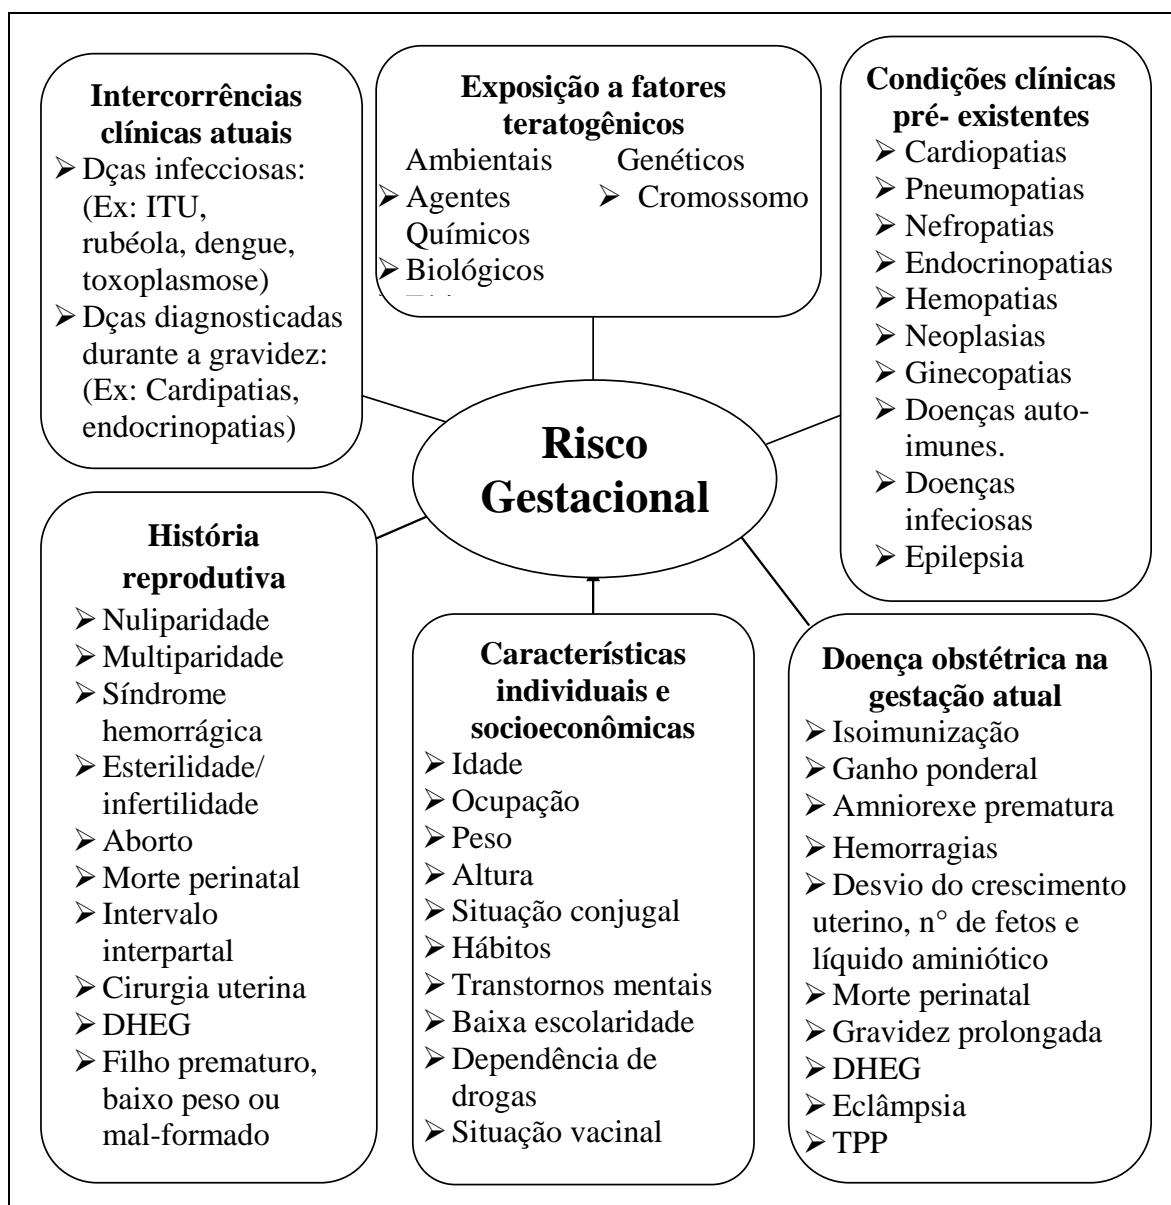 Intercorrências
clínicas atuais
➢ Dças infecciosas:
(Ex: ITU,
rubéola, dengue,
toxoplasmose)
➢ Dças diagnosticadas
durante a gravidez:
(Ex: Cardipatias,
endocrinopatias)
Exposição a fatores
teratogênicos
Ambientais Genéticos
➢ Agentes ➢ Cromossomo
Químicos
➢ Biológicos
Condições clínicas
pré- existentes
➢ Cardiopatias
➢ Pneumopatias
➢ Nefropatias
➢ Endocrinopatias
➢ Hemopatias
➢ Neoplasias
➢ Ginecopatias
➢ Doenças auto-
imunes.
➢ Doenças
infeciosas
➢ Epilepsia
Risco
Gestacional
História
reprodutiva
➢ Nuliparidade
➢ Multiparidade
➢ Síndrome
hemorrágica
➢ Esterilidade/
infertilidade
➢ Aborto
➢ Morte perinatal
➢ Intervalo
interpartal
➢ Cirurgia uterina
➢ DHEG
➢ Filho prematuro,
baixo peso ou
mal-formado
Características
individuais e
socioeconômicas
➢ Idade
➢ Ocupação
➢ Peso
➢ Altura
➢ Situação conjugal
➢ Hábitos
➢ Transtornos mentais
➢ Baixa escolaridade
➢ Dependência de
drogas
➢ Situação vacinal
Doença obstétrica na
gestação atual
➢ Isoimunização
➢ Ganho ponderal
➢ Amniorexe prematura
➢ Hemorragias
➢ Desvio do crescimento
uterino, n° de fetos e
líquido aminiótico
➢ Morte perinatal
➢ Gravidez prolongada
➢ DHEG
➢ Eclâmpsia
➢ TPP